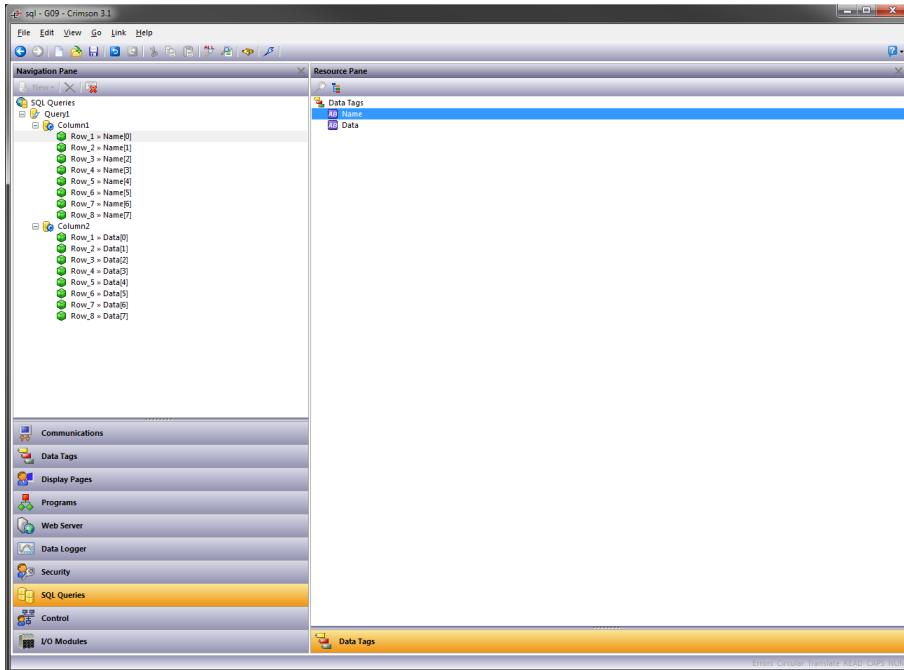 sql - G09 - Crimson 3.1
File Edit View Go Link Help
Navigation Pane
Resource Pane
New
SQL Queries
Query1
Column1
Row_1 » Name[0]
Row_2 » Name[1]
Row_3 » Name[2]
Row_4 » Name[3]
Row_5 » Name[4]
Row_6 » Name[5]
Row_7 » Name[6]
Row_8 » Name[7]
Column2
Row_1 » Data[0]
Row_2 » Data[1]
Row_3 » Data[2]
Row_4 » Data[3]
Row_5 » Data[4]
Row_6 » Data[5]
Row_7 » Data[6]
Row_8 » Data[7]
Data Tags
Name
Data
Communications
Data Tags
Display Pages
Programs
Web Server
Data Logger
Security
SQL Queries
Control
I/O Modules
Data Tags
Errors Circular Translate READ CAPS NUM